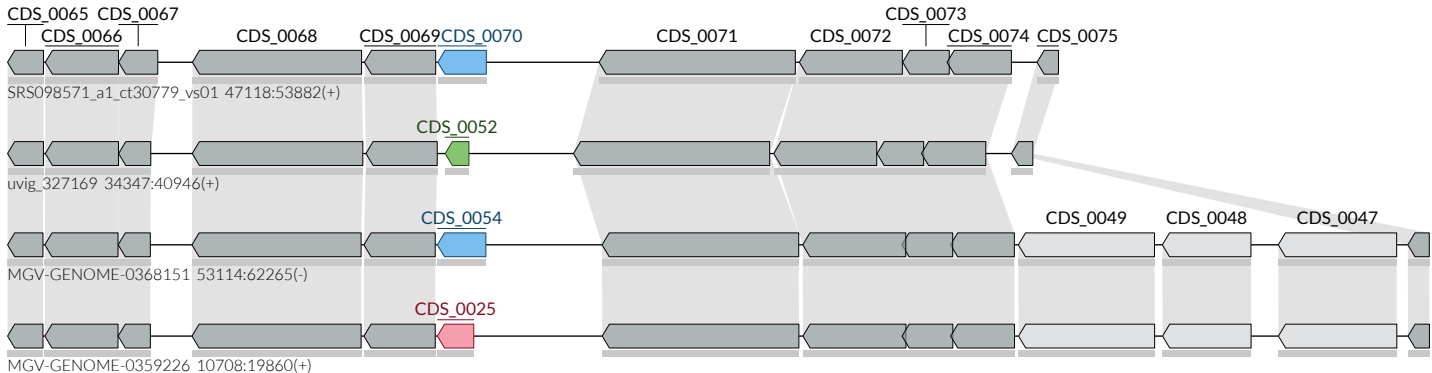 CDS_0065 CDS_0067 CDS_0073
CDS_0066 CDS_0068 CDS_0069 CDS_0070 CDS_0071 CDS_0072 CDS_0074 CDS_0075
SRS098571_a1_ct30779_vs01 47118:53882(+)
CDS_0052
uvig_327169 34347:40946(+)
CDS_0054 CDS_0049 CDS_0048 CDS_0047
MGV-GENOME-0368151 53114:62265(-)
CDS_0025
MGV-GENOME-0359226 10708:19860(+)